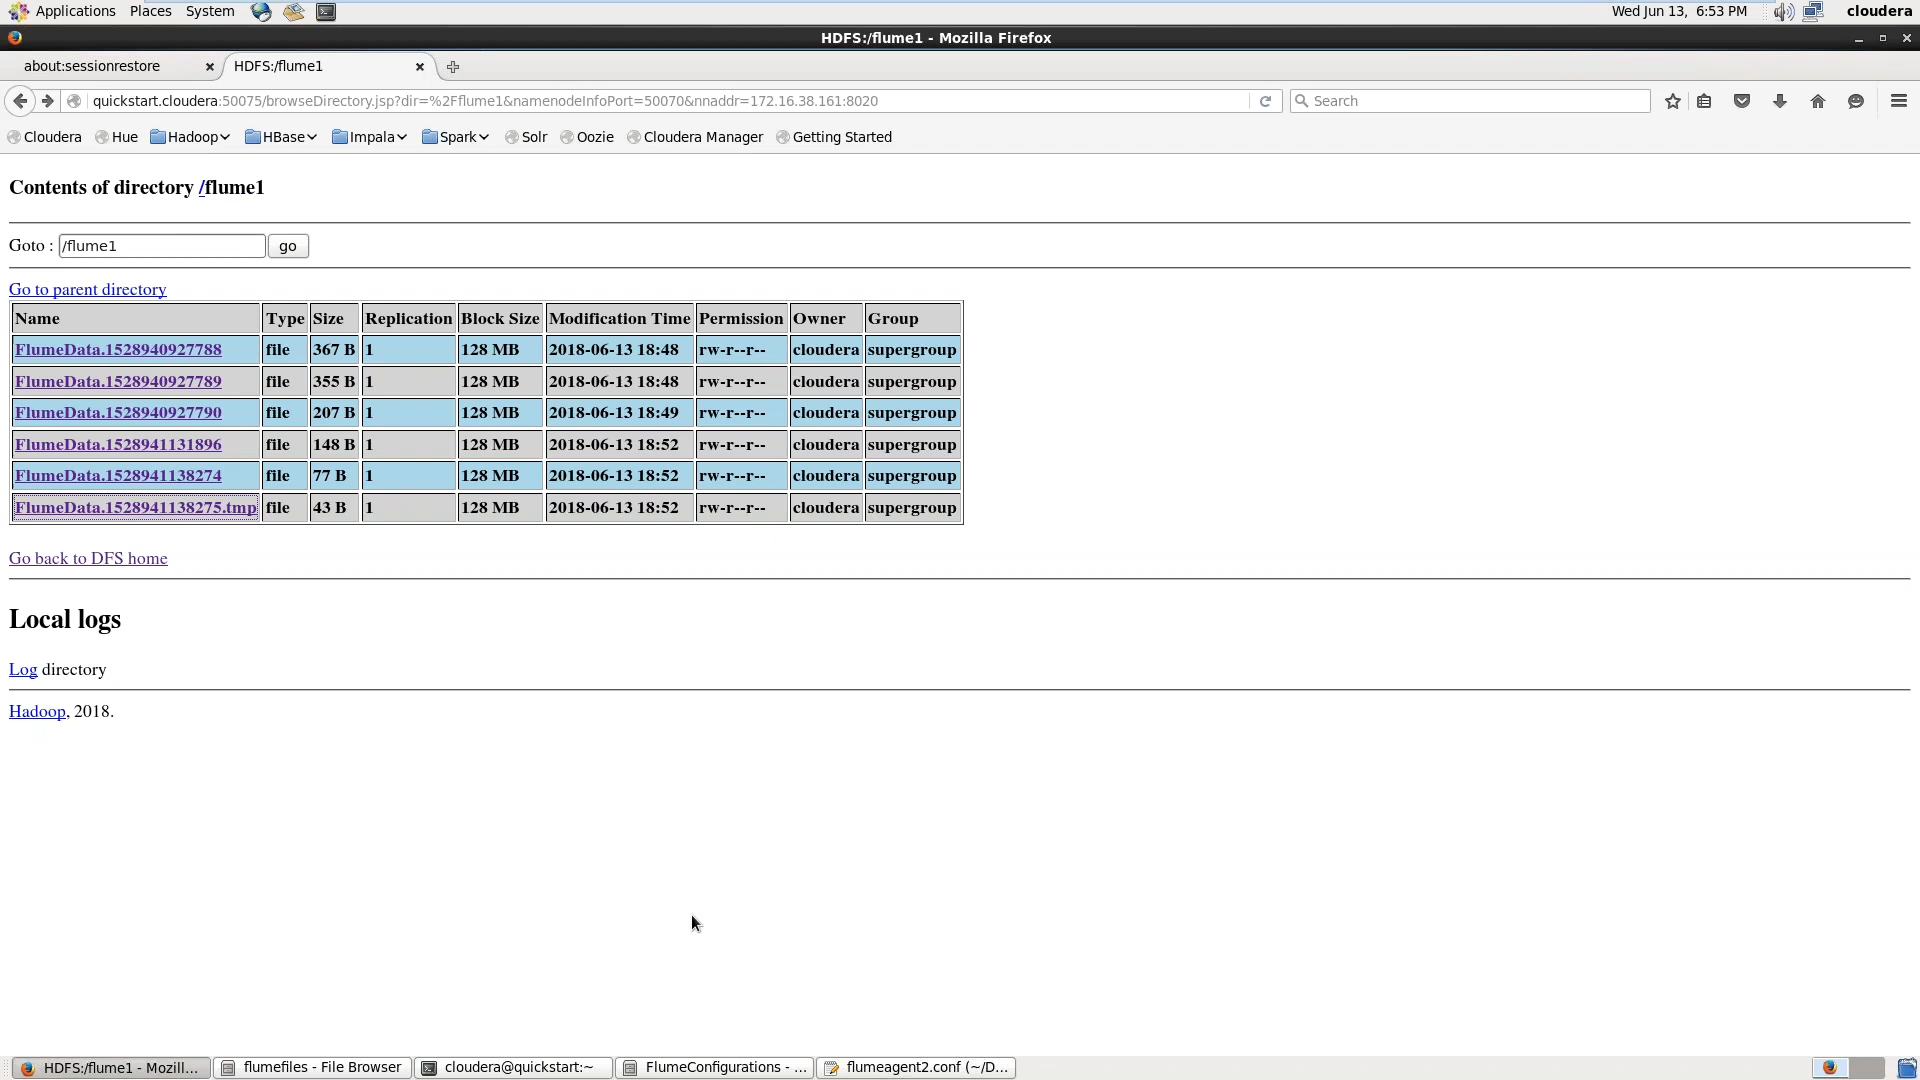 Applications Places System Wed Jun 13, 6:53 PM cloudera
HDFS:/flume1 - Mozilla Firefox
about:sessionrestore HDFS:/flume1
quickstart.cloudera:50075/browseDirectory.jsp?dir=%2Fflume1&namenodeInfoPort=50070&nnaddr=172.16.38.161:8020 Search
Cloudera Hue Hadoop HBase Impala Spark Solr Oozie Cloudera Manager Getting Started
Contents of directory /flume1
Goto : /flume1 go
Go to parent directory
Name Type Size Replication Block Size Modification Time Permission Owner Group
FlumeData.1528940927788 file 367 B 1 128 MB 2018-06-13 18:48 rw-r--r-- cloudera supergroup
FlumeData.1528940927789 file 355 B 1 128 MB 2018-06-13 18:48 rw-r--r-- cloudera supergroup
FlumeData.1528940927790 file 207 B 1 128 MB 2018-06-13 18:49 rw-r--r-- cloudera supergroup
FlumeData.1528941131896 file 148 B 1 128 MB 2018-06-13 18:52 rw-r--r-- cloudera supergroup
FlumeData.1528941138274 file 77 B 1 128 MB 2018-06-13 18:52 rw-r--r-- cloudera supergroup
FlumeData.1528941138275.tmp file 43 B 1 128 MB 2018-06-13 18:52 rw-r--r-- cloudera supergroup
Go back to DFS home
Local logs
Log directory
Hadoop, 2018.
HDFS:/flume1 - Mozill... flumefiles - File Browser cloudera@quickstart:~ FlumeConfigurations - ... flumeagent2.conf (~/D...